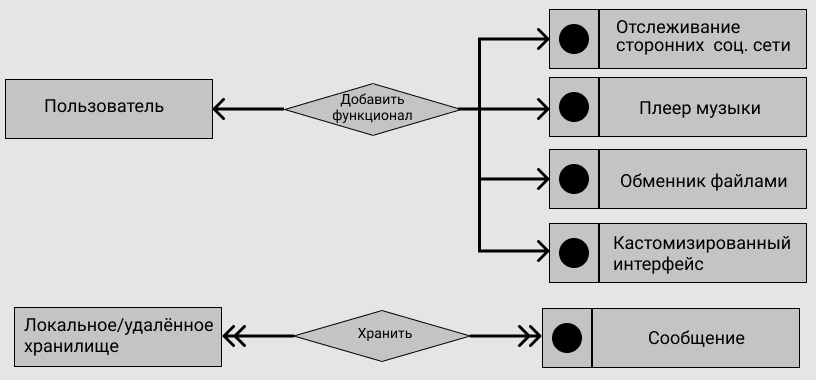 Пользователь
Добавить
функционал
Отслеживание
сторонних соц. сети
Плеер музыки
Обменник файлами
Кастомизированный
интерфейс
Локальное/удалённое
хранилище
Хранить
Сообщение